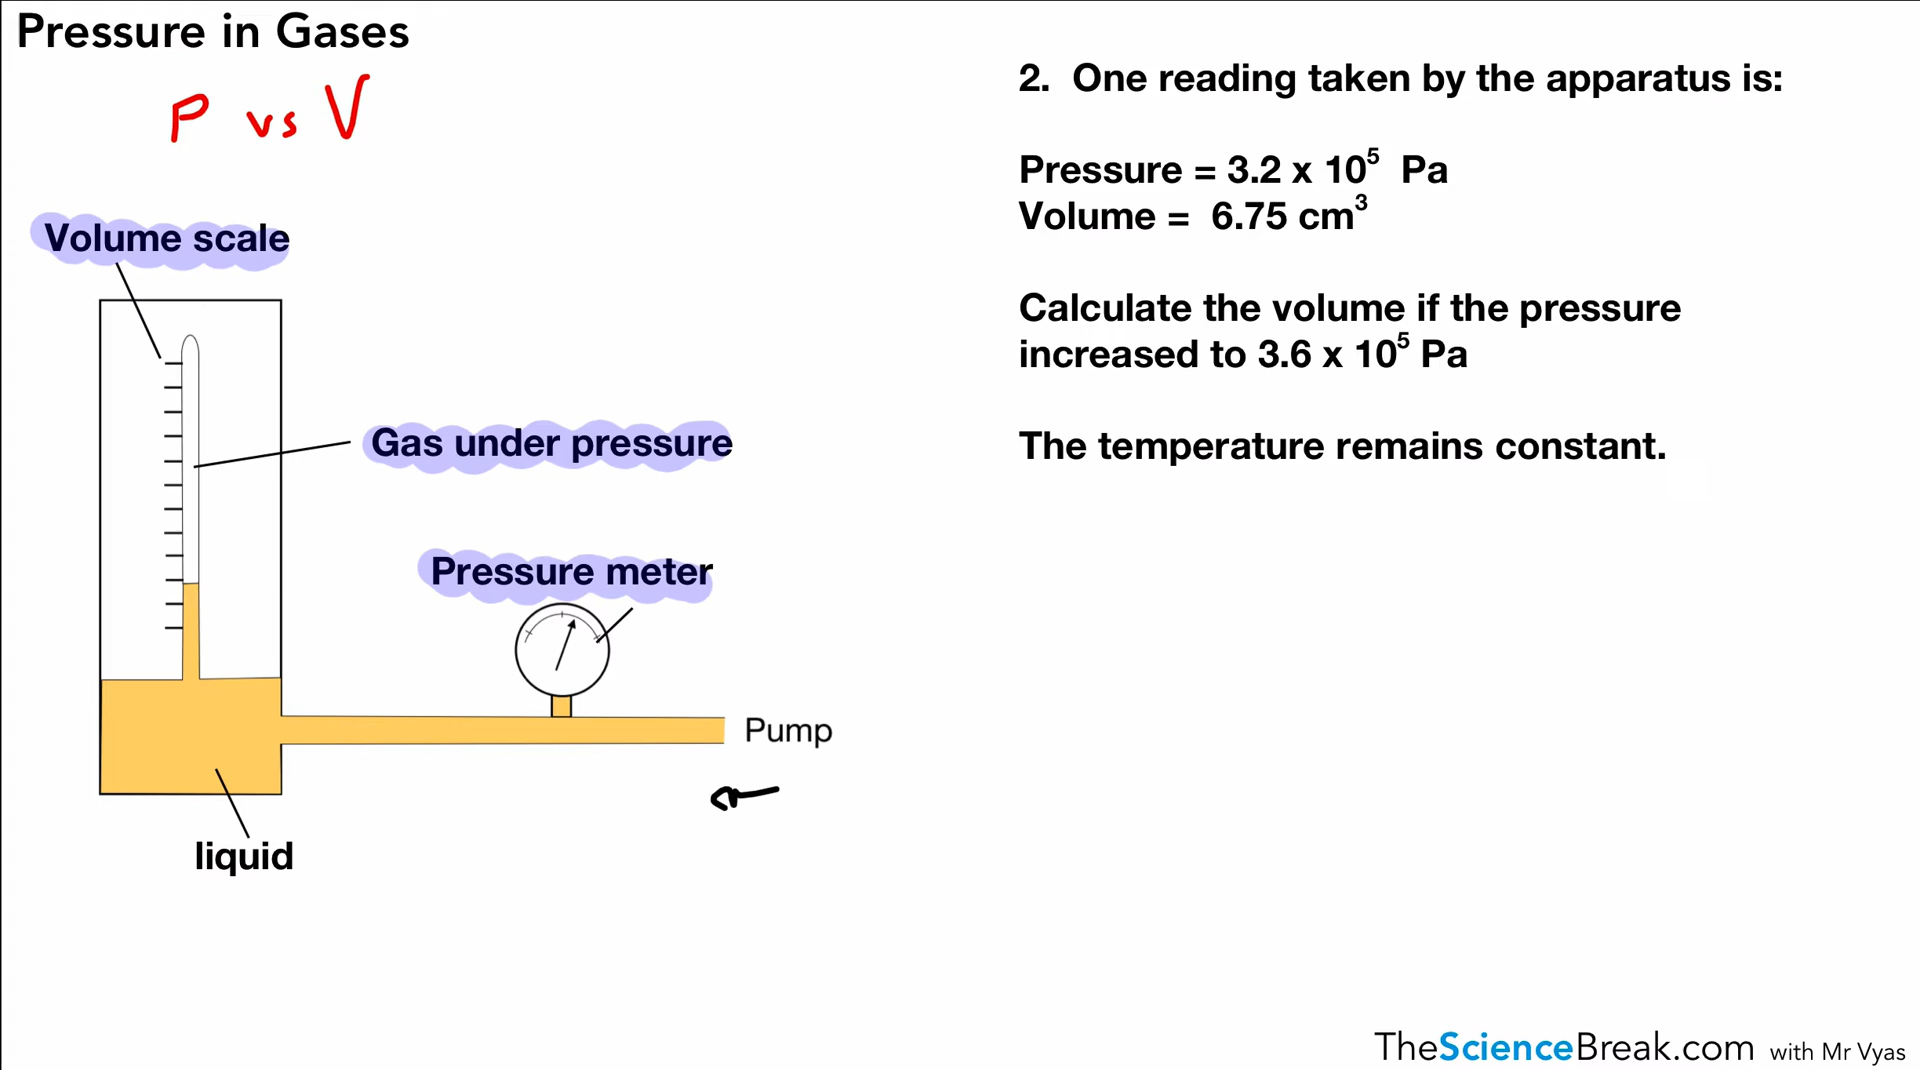 Pressure in Gases
P vs V
Volume scale
Gas under pressure
Pressure meter
Pump
liquid
2. One reading taken by the apparatus is:
Pressure = 3.2 x 10⁵ Pa
Volume = 6.75 cm³
Calculate the volume if the pressure
increased to 3.6 x 10⁵ Pa
The temperature remains constant.
TheScienceBreak.com with Mr Vyas